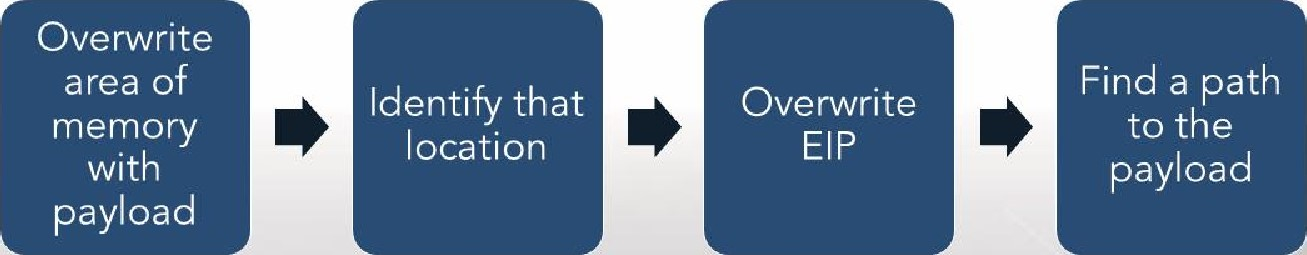 Overwrite
area of
memory
with
payload
Identify that
location
Overwrite
EIP
Find a path
to the
payload